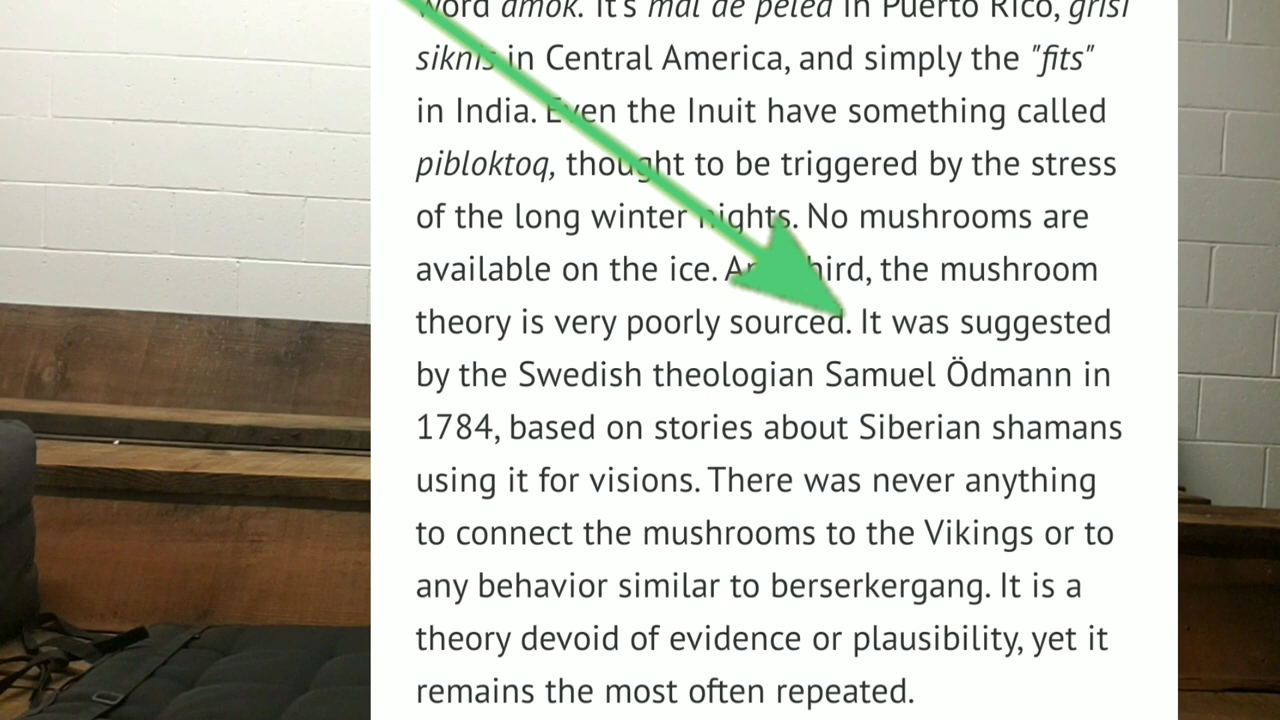 word amok. It's mal de pelea in Puerto Rico, grisi
siknis in Central America, and simply the "fits"
in India. Even the Inuit have something called
pibloktoq, thought to be triggered by the stress
of the long winter nights. No mushrooms are
available on the ice. And third, the mushroom
theory is very poorly sourced. It was suggested
by the Swedish theologian Samuel Ödmann in
1784, based on stories about Siberian shamans
using it for visions. There was never anything
to connect the mushrooms to the Vikings or to
any behavior similar to berserkergang. It is a
theory devoid of evidence or plausibility, yet it
remains the most often repeated.